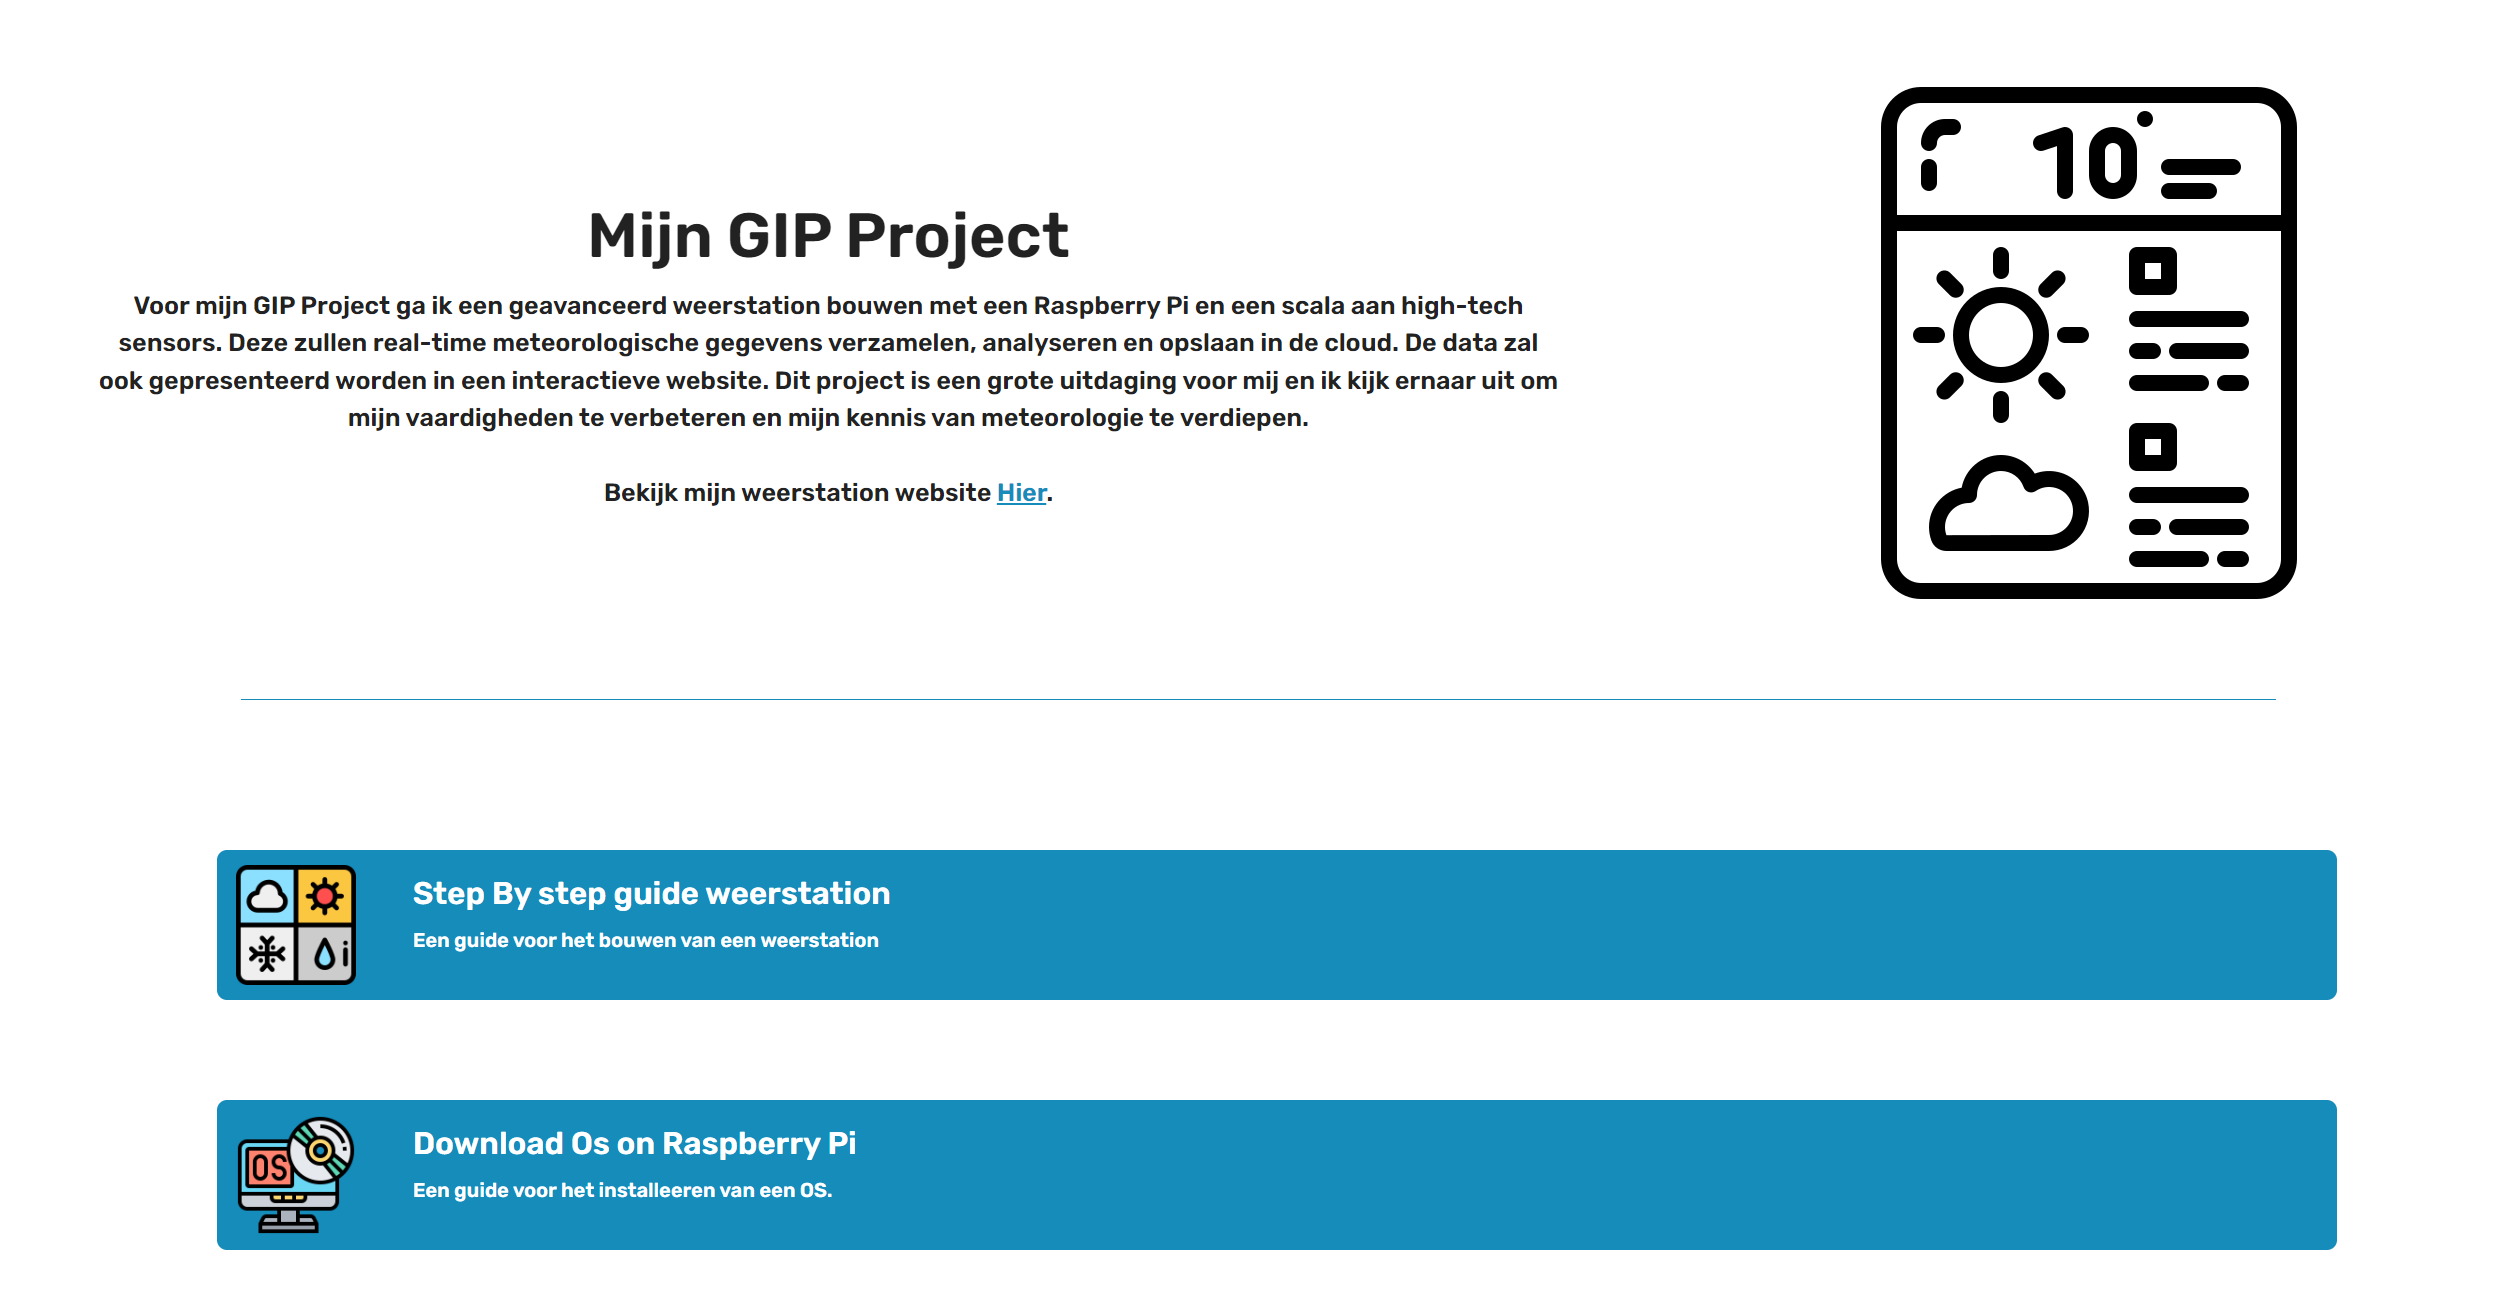 Mijn GIP Project
Voor mijn GIP Project ga ik een geavanceerd weerstation bouwen met een Raspberry Pi en een scala aan high-tech
sensors. Deze zullen real-time meteorologische gegevens verzamelen, analyseren en opslaan in de cloud. De data zal
ook gepresenteerd worden in een interactieve website. Dit project is een grote uitdaging voor mij en ik kijk ernaar uit om
mijn vaardigheden te verbeteren en mijn kennis van meteorologie te verdiepen.
Bekijk mijn weerstation website Hier.
10°
Step By step guide weerstation
Een guide voor het bouwen van een weerstation
OS
Download Os on Raspberry Pi
Een guide voor het installeeren van een OS.